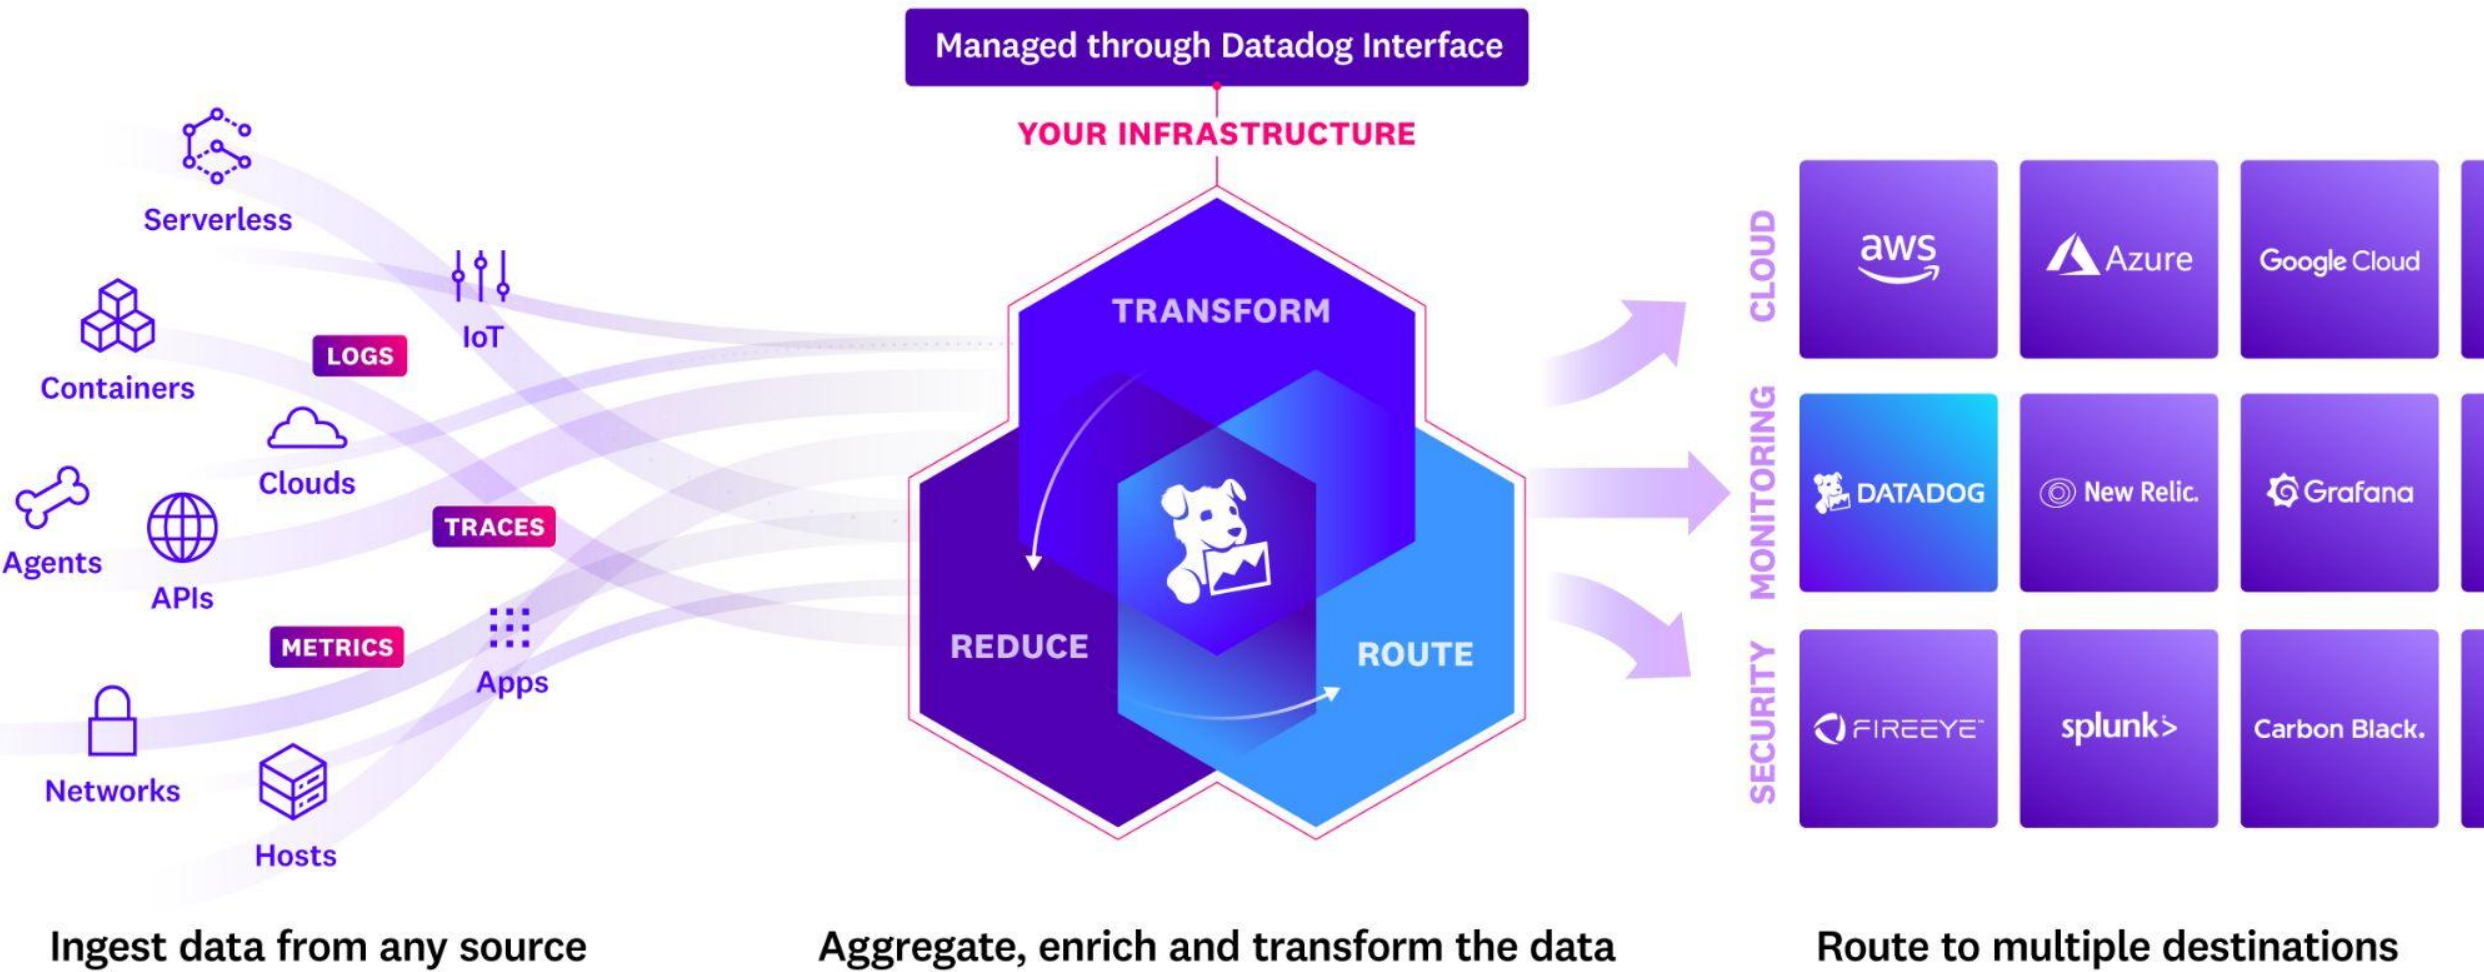 Managed through Datadog Interface
YOUR INFRASTRUCTURE
Serverless
IoT
LOGS
Containers
Clouds
Agents
APIs
TRACES
METRICS
Apps
Networks
Hosts
TRANSFORM
REDUCE
ROUTE
CLOUD
aws
Azure
Google Cloud
MONITORING
DATADOG
New Relic.
Grafana
SECURITY
FIREEYE™
splunk>
Carbon Black.
Ingest data from any source
Aggregate, enrich and transform the data
Route to multiple destinations